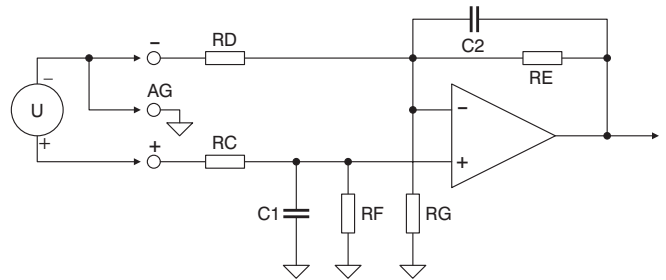 − RD C2
− RE
AG
U −
+ + RC +
C1 RF RG